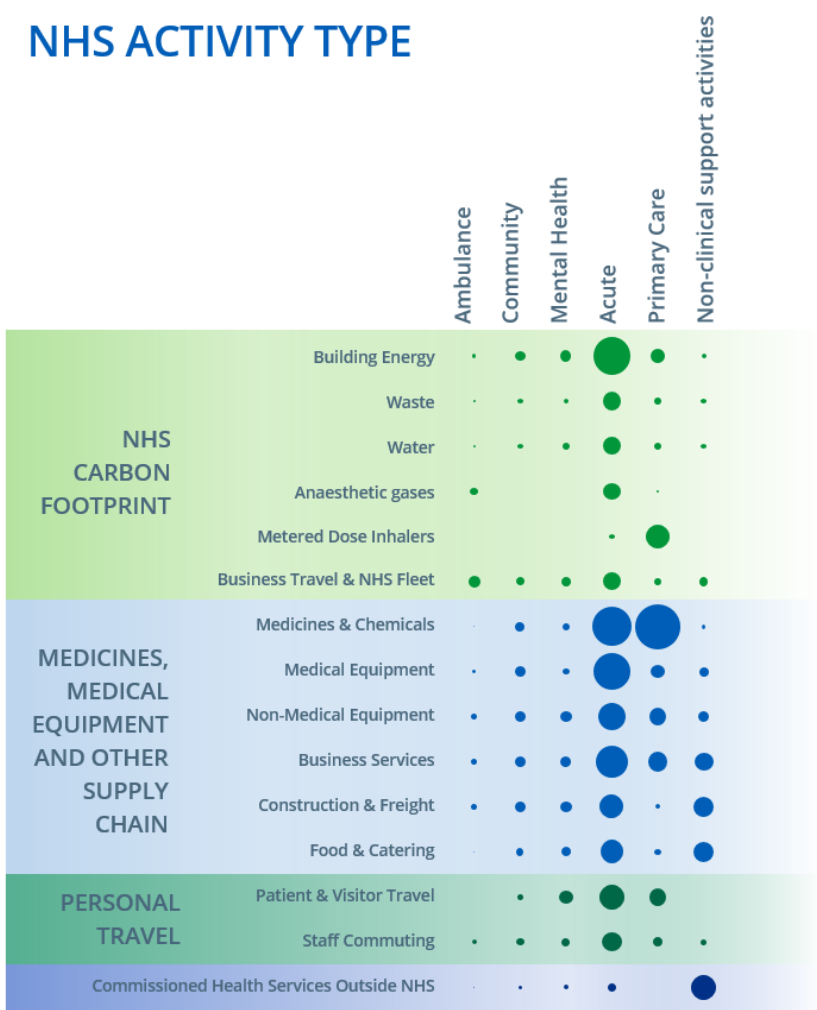 NHS ACTIVITY TYPE
Ambulance
Community
Mental Health
Acute
Primary Care
Non-clinical support activities
NHS
CARBON
FOOTPRINT
Building Energy
Waste
Water
Anaesthetic gases
Metered Dose Inhalers
Business Travel & NHS Fleet
MEDICINES,
MEDICAL
EQUIPMENT
AND OTHER
SUPPLY
CHAIN
Medicines & Chemicals
Medical Equipment
Non-Medical Equipment
Business Services
Construction & Freight
Food & Catering
PERSONAL
TRAVEL
Patient & Visitor Travel
Staff Commuting
Commissioned Health Services Outside NHS